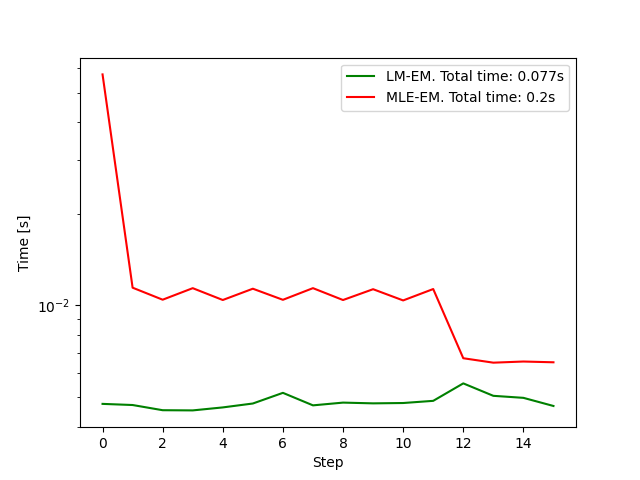 LM-EM. Total time: 0.077s
MLE-EM. Total time: 0.2s
Time [s]
10⁻²
0 2 4 6 8 10 12 14
Step